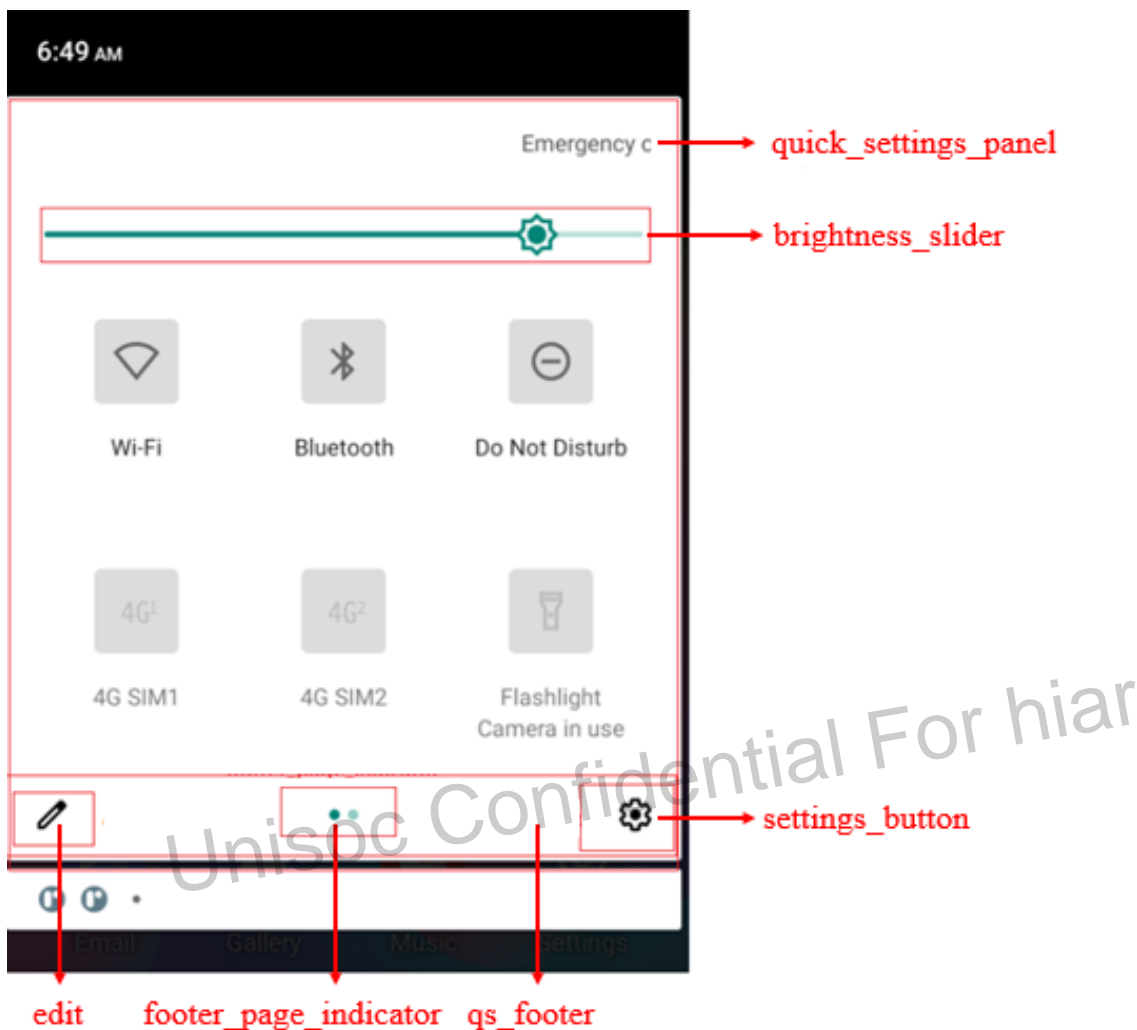 6:49 AM
Emergency c
quick_settings_panel
brightness_slider
Wi-Fi
Bluetooth
Do Not Disturb
4G1
4G2
4G SIM1
4G SIM2
Flashlight
Camera in use
Unisoc Confidential For hiar
settings_button
Email
Gallery
Music
Settings
edit
footer_page_indicator
qs_footer